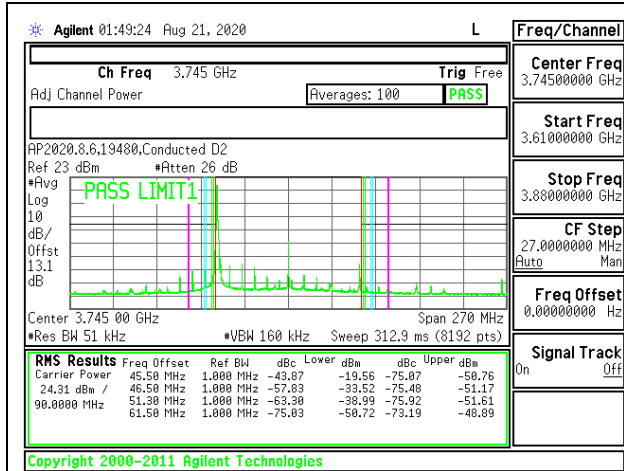 Agilent 01:49:24 Aug 21, 2020 L
Freq/Channel
Ch Freq 3.745 GHz Trig Free
Adj Channel Power Averages: 100 PASS
AP2020.8.6,19480,Conducted D2
Ref 23 dBm #Atten 26 dB
#Avg
Log
10
dB/
Offst
13.1
dB
PASS LIMIT1
Center 3.745 00 GHz Span 270 MHz
#Res BW 51 kHz #VBW 160 kHz Sweep 312.9 ms (8192 pts)
RMS Results Freq Offset Ref BW dBc Lower dBm dBc Upper dBm
Carrier Power 45.50 MHz 1.000 MHz -43.87 -19.56 -75.07 -50.76
24.31 dBm / 46.50 MHz 1.000 MHz -57.83 -33.52 -75.48 -51.17
90.0000 MHz 51.30 MHz 1.000 MHz -63.30 -38.99 -75.92 -51.61
61.50 MHz 1.000 MHz -75.03 -50.72 -73.19 -48.89
Center Freq
3.74500000 GHz
Start Freq
3.61000000 GHz
Stop Freq
3.88000000 GHz
CF Step
27.0000000 MHz
Auto Man
Freq Offset
0.00000000 Hz
Signal Track
On Off
Copyright 2000-2011 Agilent Technologies